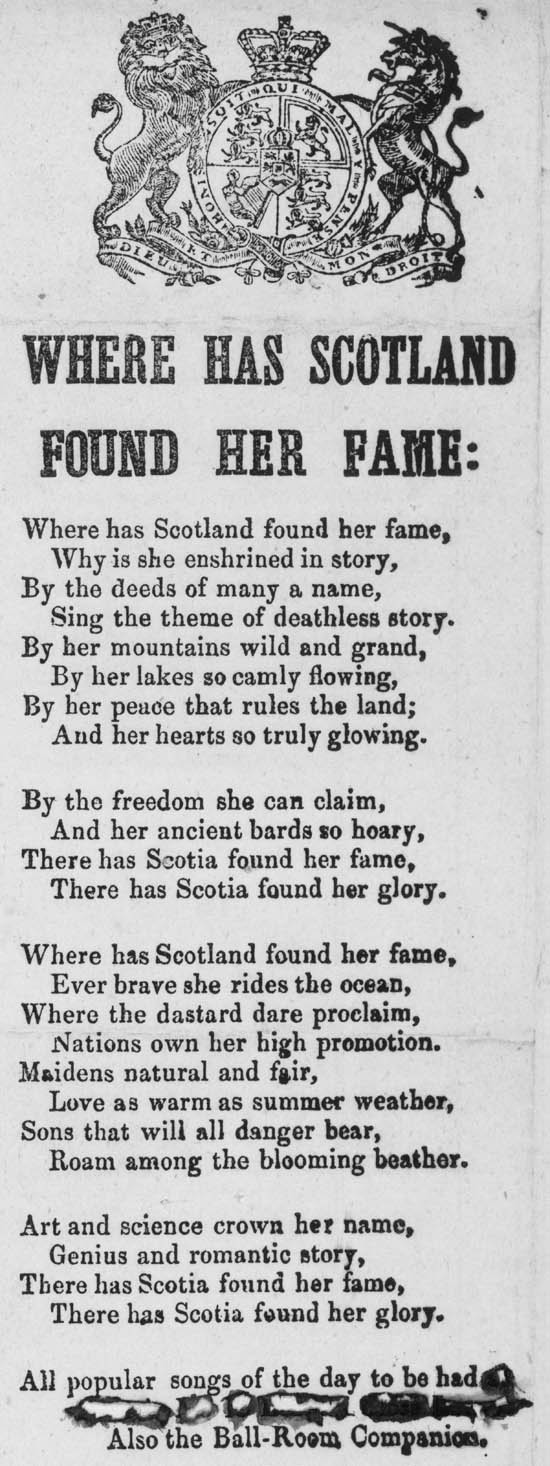 HONI SOIT QUI MAL Y PENSE
DIEU ET MON DROIT
WHERE HAS SCOTLAND
FOUND HER FAME:
Where has Scotland found her fame,
Why is she enshrined in story,
By the deeds of many a name,
Sing the theme of deathless story.
By her mountains wild and grand,
By her lakes so camly flowing,
By her peace that rules the land;
And her hearts so truly glowing.
By the freedom she can claim,
And her ancient bards so hoary,
There has Scotia found her fame,
There has Scotia found her glory.
Where has Scotland found her fame,
Ever brave she rides the ocean,
Where the dastard dare proclaim,
Nations own her high promotion.
Maidens natural and fair,
Love as warm as summer weather,
Sons that will all danger bear,
Roam among the blooming heather.
Art and science crown her name,
Genius and romantic story,
There has Scotia found her fame,
There has Scotia found her glory.
All popular songs of the day to be had
Also the Ball-Room Companion.